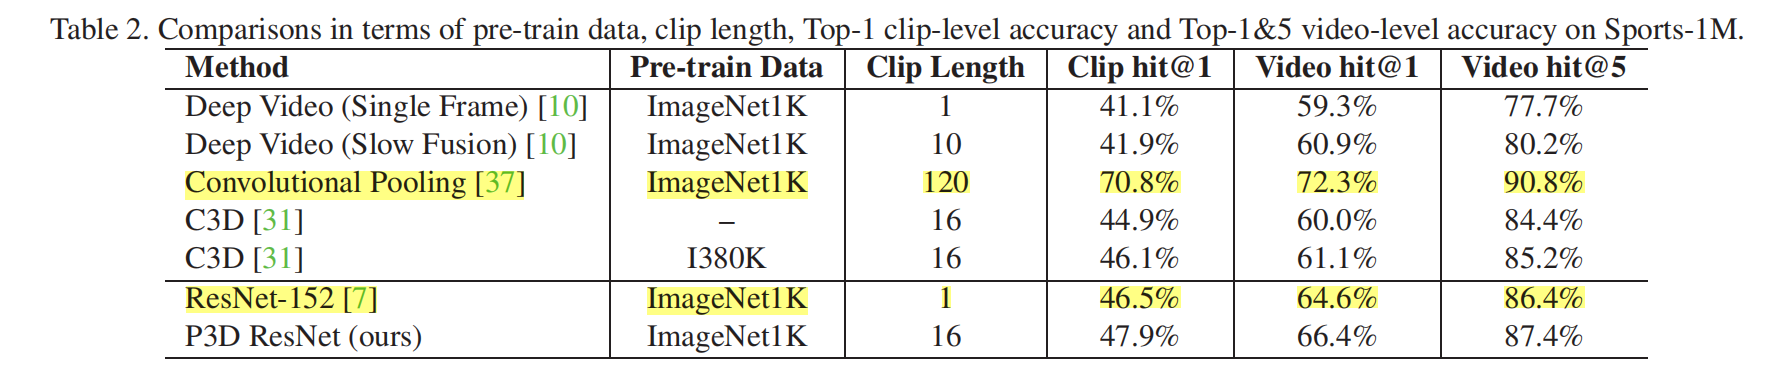 Table 2. Comparisons in terms of pre-train data, clip length, Top-1 clip-level accuracy and Top-1&5 video-level accuracy on Sports-1M.
Method Pre-train Data Clip Length Clip hit@1 Video hit@1 Video hit@5
Deep Video (Single Frame) [10] ImageNet1K 1 41.1% 59.3% 77.7%
Deep Video (Slow Fusion) [10] ImageNet1K 10 41.9% 60.9% 80.2%
Convolutional Pooling [37] ImageNet1K 120 70.8% 72.3% 90.8%
C3D [31] – 16 44.9% 60.0% 84.4%
C3D [31] I380K 16 46.1% 61.1% 85.2%
ResNet-152 [7] ImageNet1K 1 46.5% 64.6% 86.4%
P3D ResNet (ours) ImageNet1K 16 47.9% 66.4% 87.4%